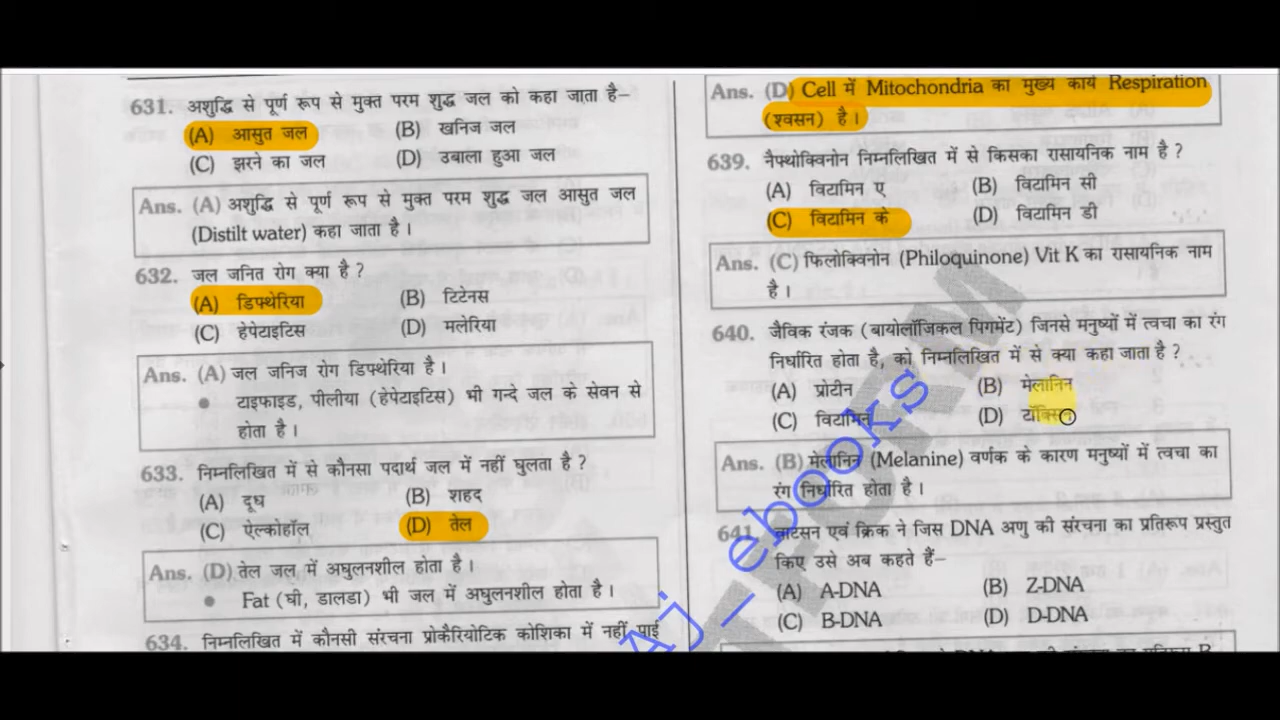 631. अशुद्धि से पूर्ण रूप से मुक्त परम शुद्ध जल को कहा जाता है–
(A) आसुत जल (B) खनिज जल
(C) झरने का जल (D) उबाला हुआ जल
Ans. (A) अशुद्धि से पूर्ण रूप से मुक्त परम शुद्ध जल आसुत जल
(Distilt water) कहा जाता है।
632. जल जनित रोग क्या है ?
(A) डिफ्थेरिया (B) टिटेनस
(C) हेपेटाइटिस (D) मलेरिया
Ans. (A) जल जनिज रोग डिफ्थेरिया है।
● टाइफाइड, पीलीया (हेपेटाइटिस) भी गन्दे जल के सेवन से
होता है।
633. निम्नलिखित में से कौनसा पदार्थ जल में नहीं घुलता है ?
(A) दूध (B) शहद
(C) ऐल्कोहॉल (D) तेल
Ans. (D) तेल जल में अघुलनशील होता है।
● Fat (घी, डालडा) भी जल में अघुलनशील होता है।
634. निम्नलिखित में कौनसी संरचना प्रोकैरियोटिक कोशिका में नहीं पाई
Ans. (D) Cell में Mitochondria का मुख्य कार्य Respiration
(श्वसन) है।
639. नैफ्थोक्विनोन निम्नलिखित में से किसका रासायनिक नाम है ?
(A) विटामिन ए (B) विटामिन सी
(C) विटामिन के (D) विटामिन डी
Ans. (C) फिलोक्विनोन (Philoquinone) Vit K का रासायनिक नाम
है।
640. जैविक रंजक (बायोलॉजिकल पिगमेंट) जिनसे मनुष्यों में त्वचा का रंग
निर्धारित होता है, को निम्नलिखित में से क्या कहा जाता है ?
(A) प्रोटीन (B) मेलानिन
(C) विटामिन (D) टॉक्सिन
Ans. (B) मेलानिन (Melanine) वर्णक के कारण मनुष्यों में त्वचा का
रंग निर्धारित होता है।
641. वाटसन एवं क्रिक ने जिस DNA अणु की संरचना का प्रतिरूप प्रस्तुत
किए उसे अब कहते हैं–
(A) A-DNA (B) Z-DNA
(C) B-DNA (D) D-DNA
AJ_ebooks